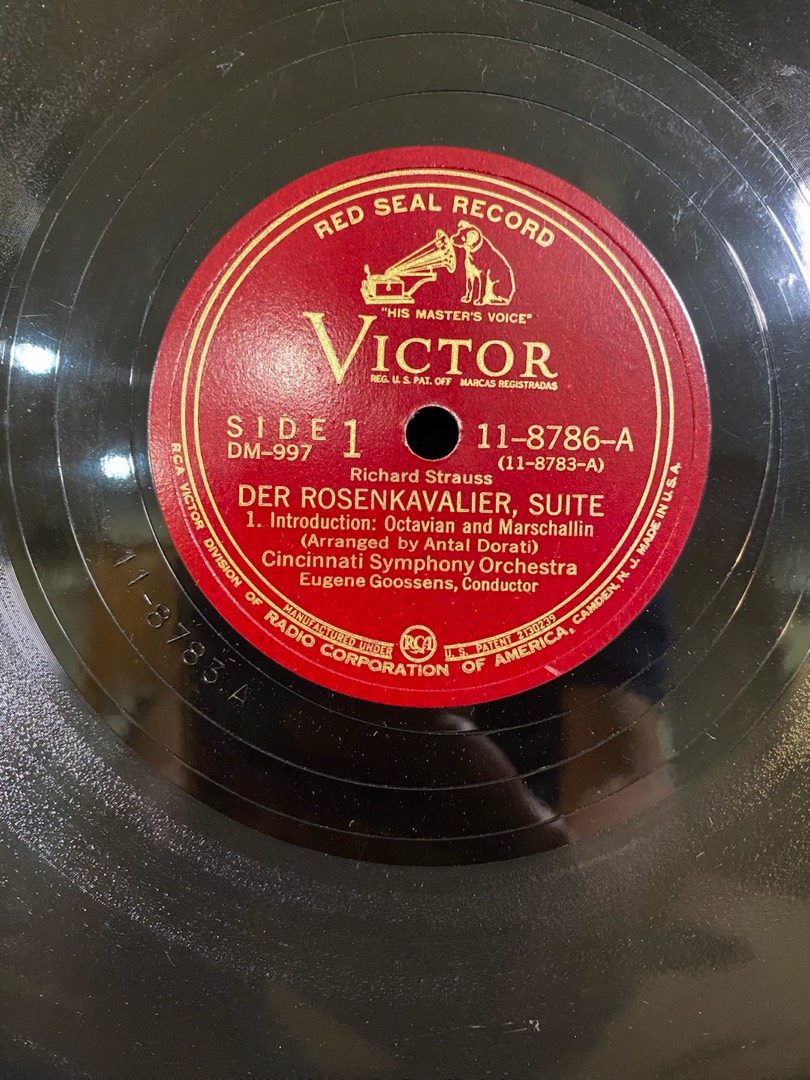 A
RED SEAL RECORD
"HIS MASTER'S VOICE"
VICTOR
REG. U. S. PAT. OFF MARCAS REGISTRADAS
SIDE 1
11-8786-A
DM-997
(11-8783-A)
Richard Strauss
DER ROSENKAVALIER, SUITE
1. Introduction: Octavian and Marschallin
(Arranged by Antal Dorati)
Cincinnati Symphony Orchestra
Eugene Goossens, Conductor
MANUFACTURED UNDER RCA U. S. PATENT 2130239
RCA VICTOR DIVISION OF RADIO CORPORATION OF AMERICA, CAMDEN, N. J. MADE IN U.S.A.
11-8783.A